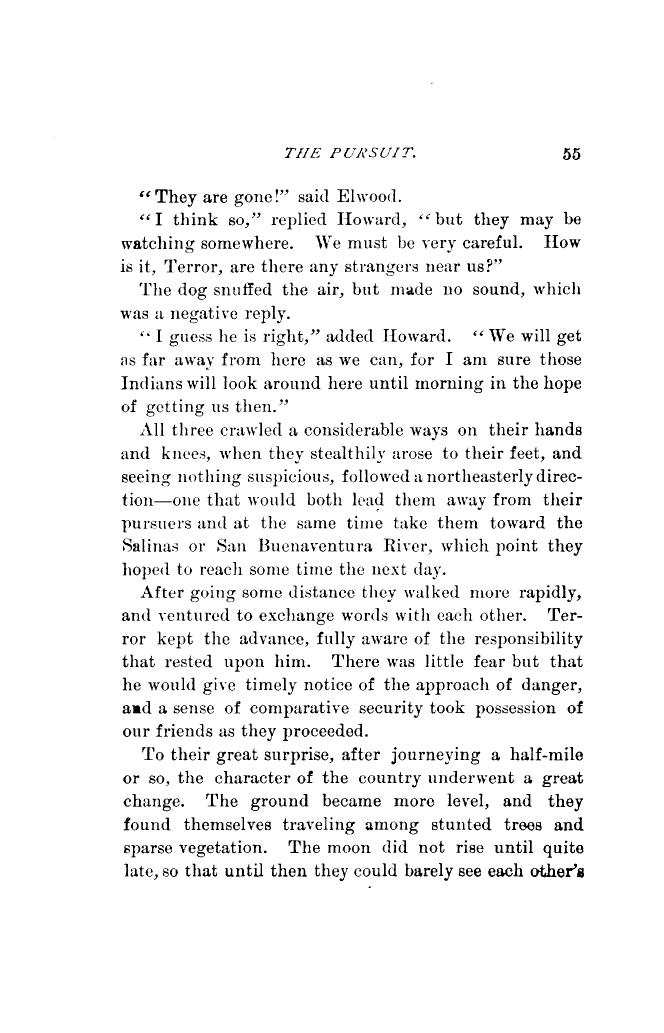 THE PURSUIT. 55
“They are gone!” said Elwood.
“I think so,” replied Howard, “but they may be
watching somewhere. We must be very careful. How
is it, Terror, are there any strangers near us?”
The dog snuffed the air, but made no sound, which
was a negative reply.
“I guess he is right,” added Howard. “We will get
as far away from here as we can, for I am sure those
Indians will look around here until morning in the hope
of getting us then.”
All three crawled a considerable ways on their hands
and knees, when they stealthily arose to their feet, and
seeing nothing suspicious, followed a northeasterly direc-
tion—one that would both lead them away from their
pursuers and at the same time take them toward the
Salinas or San Buenaventura River, which point they
hoped to reach some time the next day.
After going some distance they walked more rapidly,
and ventured to exchange words with each other. Ter-
ror kept the advance, fully aware of the responsibility
that rested upon him. There was little fear but that
he would give timely notice of the approach of danger,
and a sense of comparative security took possession of
our friends as they proceeded.
To their great surprise, after journeying a half-mile
or so, the character of the country underwent a great
change. The ground became more level, and they
found themselves traveling among stunted trees and
sparse vegetation. The moon did not rise until quite
late, so that until then they could barely see each other’s